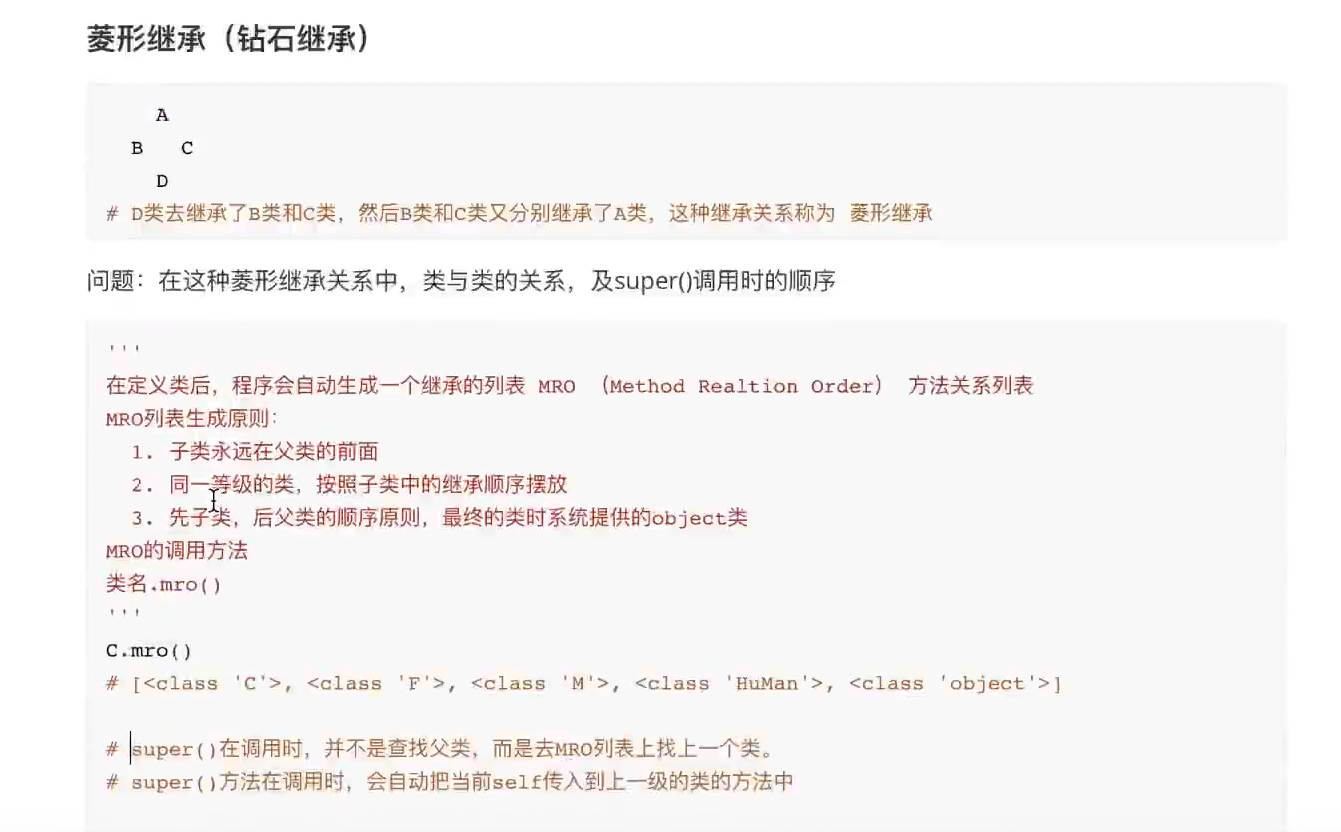 菱形继承（钻石继承）
A
B C
D
# D类去继承了B类和C类，然后B类和C类又分别继承了A类，这种继承关系称为 菱形继承
问题：在这种菱形继承关系中，类与类的关系，及super()调用时的顺序
'''
在定义类后，程序会自动生成一个继承的列表 MRO （Method Realtion Order） 方法关系列表
MRO列表生成原则：
1. 子类永远在父类的前面
2. 同一等级的类，按照子类中的继承顺序摆放
3. 先子类，后父类的顺序原则，最终的类时系统提供的object类
MRO的调用方法
类名.mro()
'''
C.mro()
# [<class 'C'>, <class 'F'>, <class 'M'>, <class 'HuMan'>, <class 'object'>]
# super()在调用时，并不是查找父类，而是去MRO列表上找上一个类。
# super()方法在调用时，会自动把当前self传入到上一级的类的方法中